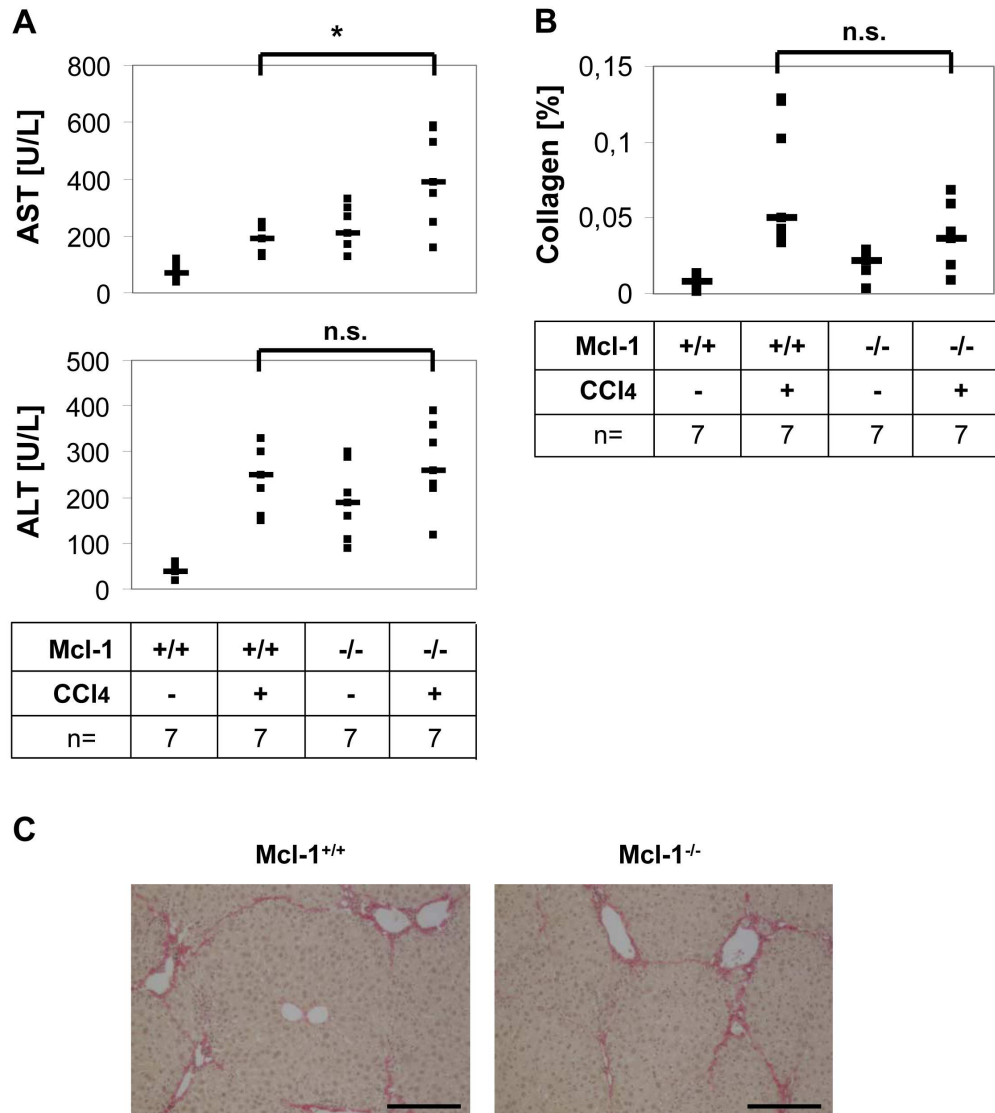 A
*
800
600
400
200
0
AST [U/L]
n.s.
500
400
300
200
100
0
ALT [U/L]
Mcl-1 +/+ +/+ -/- -/-
CCl4 - + - +
n= 7 7 7 7
B
n.s.
0,15
0,1
0,05
0
Collagen [%]
Mcl-1 +/+ +/+ -/- -/-
CCl4 - + - +
n= 7 7 7 7
C
Mcl-1+/+ Mcl-1-/-